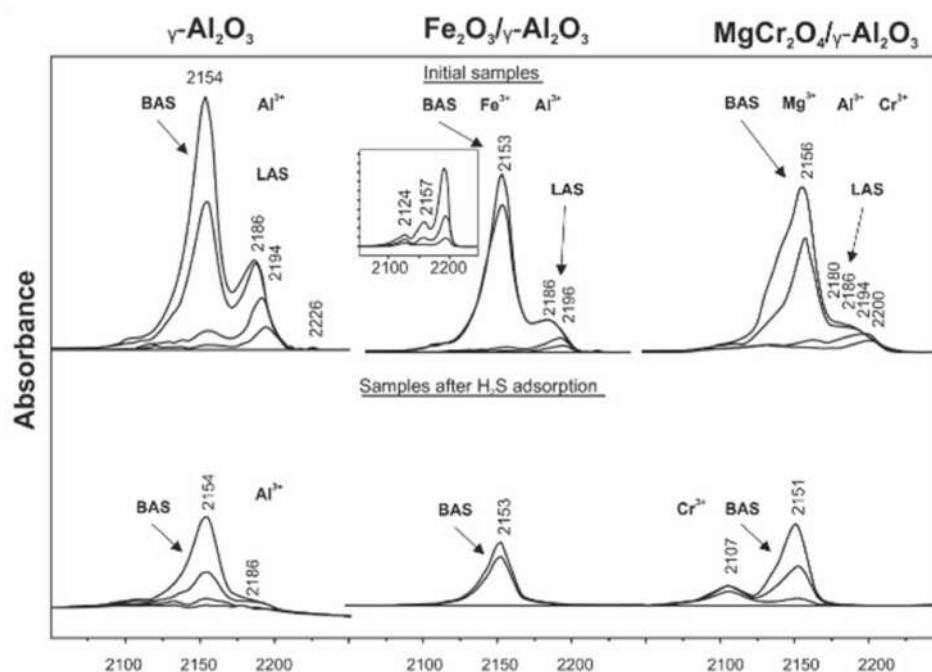 γ-Al₂O₃ Fe₂O₃/γ-Al₂O₃ MgCr₂O₄/γ-Al₂O₃
Initial samples
2154
BAS Al³⁺
LAS
2186
2194
2226
BAS Fe³⁺ Al³⁺
2153
LAS
2186
2196
2124
2157
2100 2200
BAS Mg³⁺ Al³⁻ Cr³⁺
2156
LAS
2180
2186
2194
2200
Absorbance
Samples after H₂S adsorption
BAS Al³⁺
2154
2186
BAS
2153
Cr³⁺ BAS
2107
2151
2100 2150 2200 2100 2150 2200 2100 2150 2200